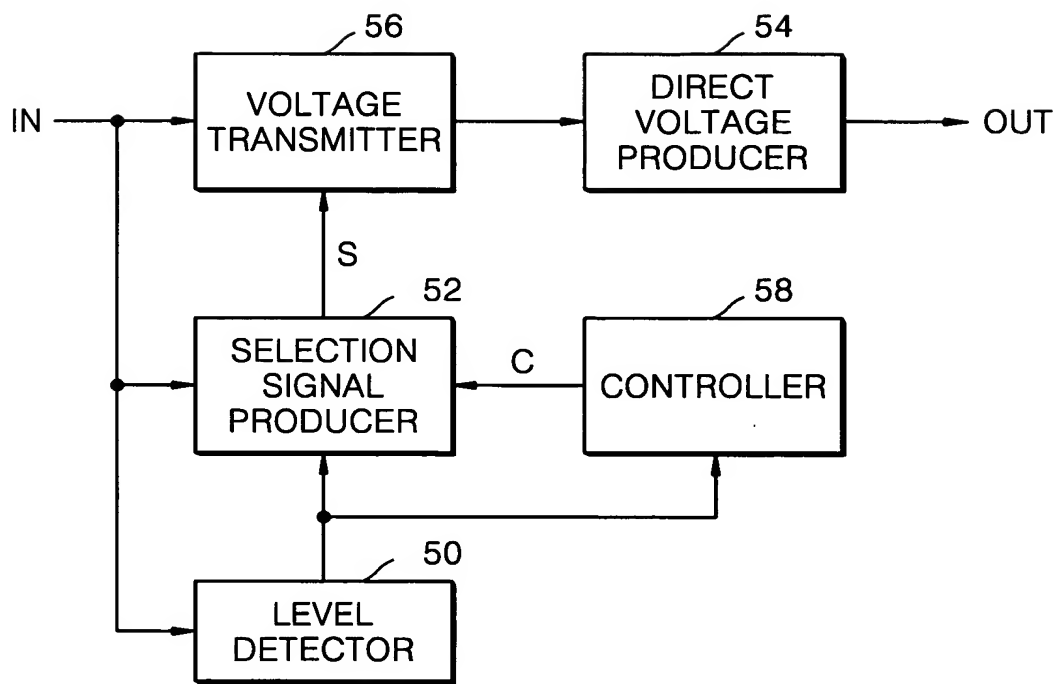 56
54
IN
VOLTAGE
TRANSMITTER
DIRECT
VOLTAGE
PRODUCER
OUT
S
52
58
SELECTION
SIGNAL
PRODUCER
C
CONTROLLER
50
LEVEL
DETECTOR